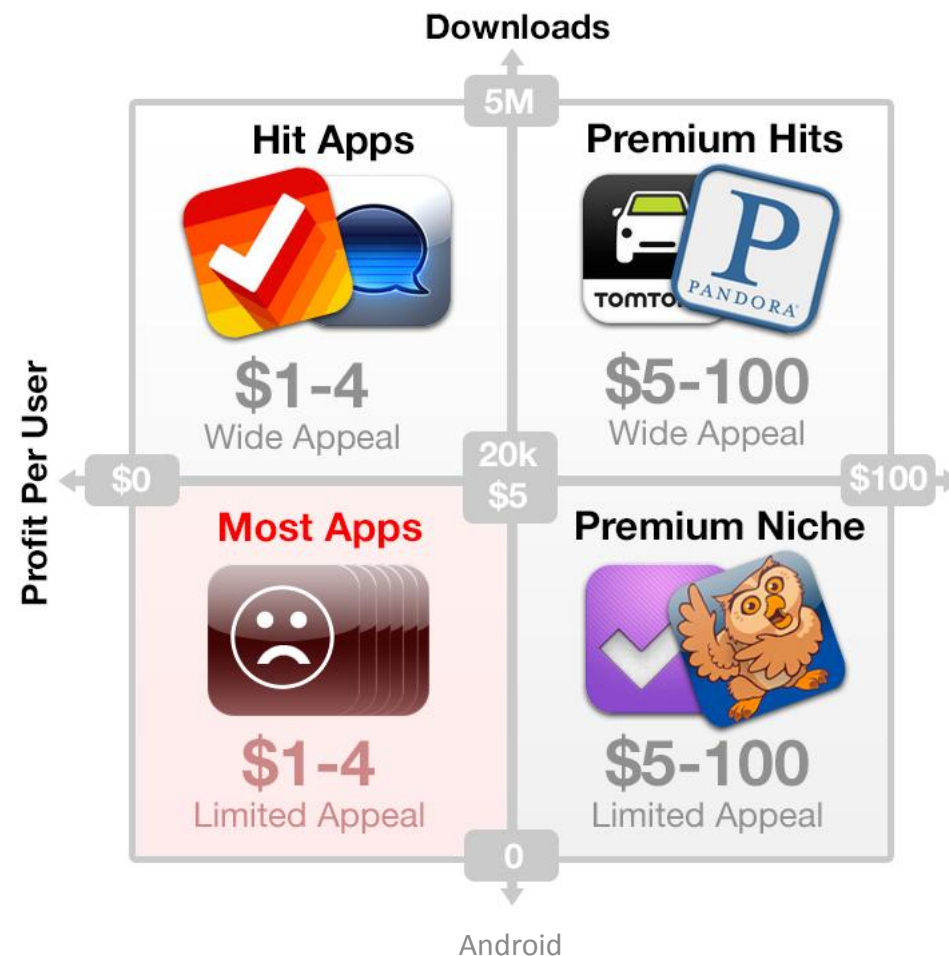 Downloads
5M
Hit Apps
Premium Hits
TOMTO
P
PANDORA
$1-4
Wide Appeal
$5-100
Wide Appeal
Profit Per User
$0
20k
$5
$100
Most Apps
Premium Niche
$1-4
Limited Appeal
$5-100
Limited Appeal
0
Android